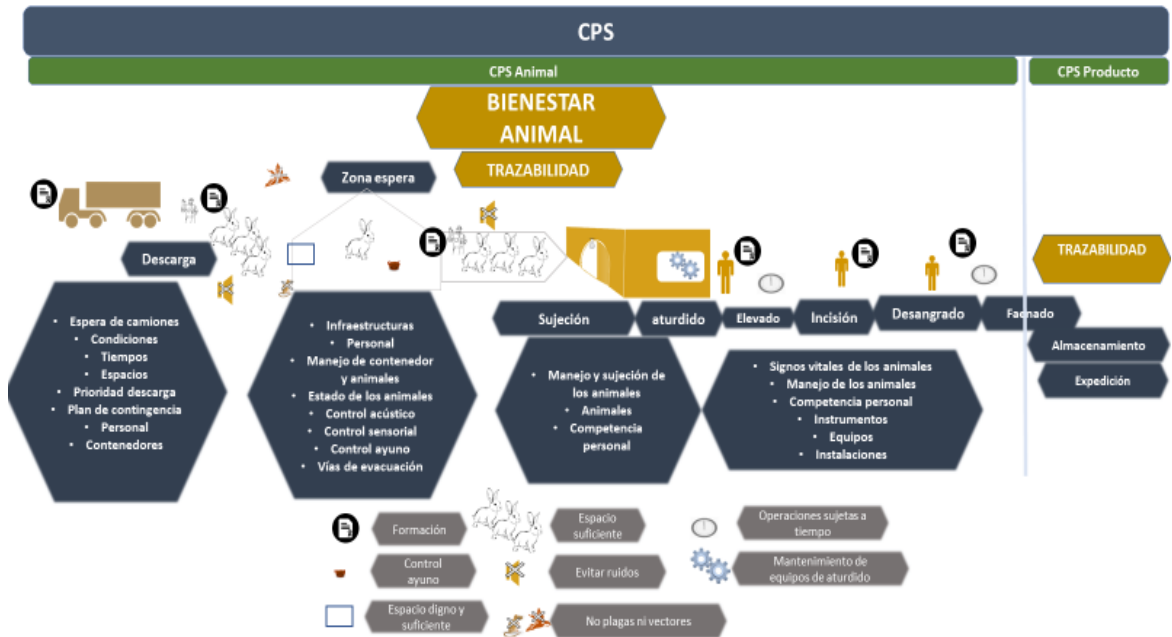 CPS
CPS Animal
CPS Producto
BIENESTAR
ANIMAL
TRAZABILIDAD
Zona espera
Descarga
TRAZABILIDAD
Sujeción
aturdido
Elevado
Incisión
Desangrado
Faenado
Almacenamiento
Expedición
• Espera de camiones
• Condiciones
• Tiempos
• Espacios
• Prioridad descarga
• Plan de contingencia
• Personal
• Contenedores
• Infraestructuras
• Personal
• Manejo de contenedor
y animales
• Estado de los animales
• Control acústico
• Control sensorial
• Control ayuno
• Vías de evacuación
• Manejo y sujeción de
los animales
• Animales
• Competencia
personal
• Signos vitales de los animales
• Manejo de los animales
• Competencia personal
• Instrumentos
• Equipos
• Instalaciones
Formación
Espacio
suficiente
Operaciones sujetas a
tiempo
Control
ayuno
Evitar ruidos
Mantenimiento de
equipos de aturdido
Espacio digno y
suficiente
No plagas ni vectores